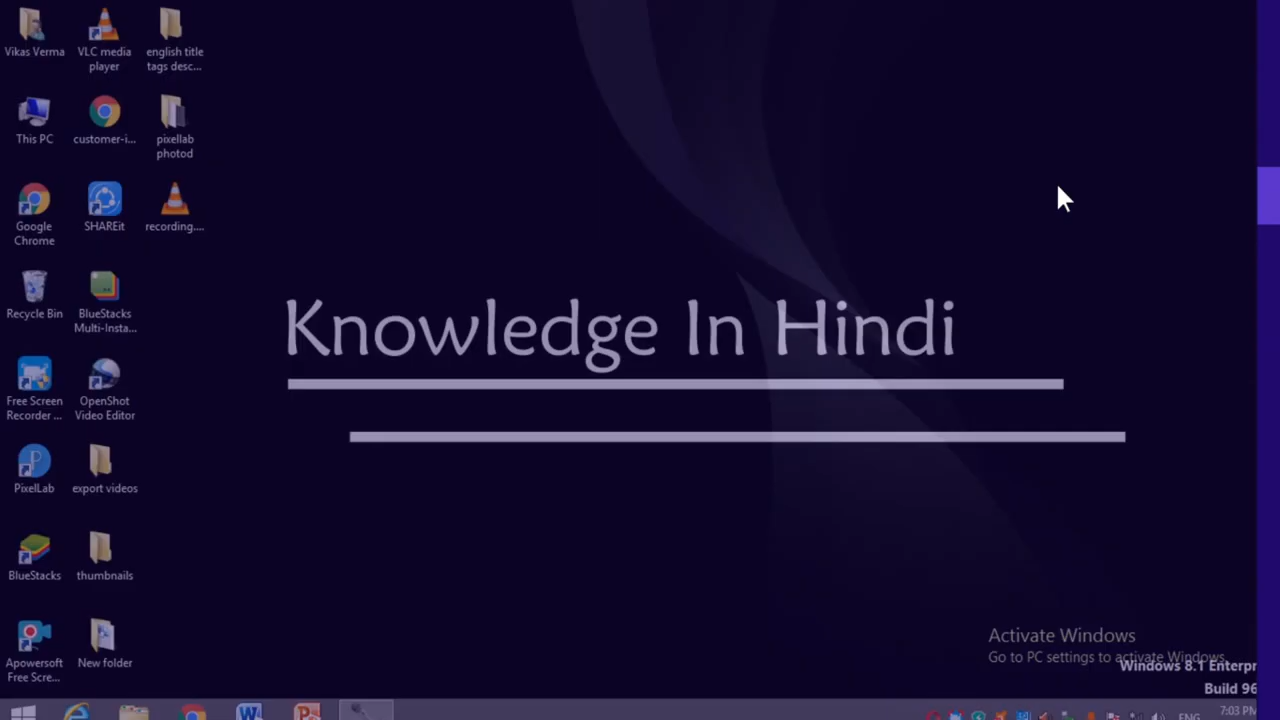 Vikas Verma
VLC media
player
english title
tags desc...
This PC
customer-i...
pixellab
photod
Google
Chrome
SHAREit
recording....
Recycle Bin
BlueStacks
Multi-Insta...
Free Screen
Recorder ...
OpenShot
Video Editor
PixelLab
export videos
BlueStacks
thumbnails
Apowersoft
Free Scre...
New folder
Knowledge In Hindi
Activate Windows
Go to PC settings to activate Windows.
Windows 8.1 Enterpr
Build 96
ENG
7:03 PM